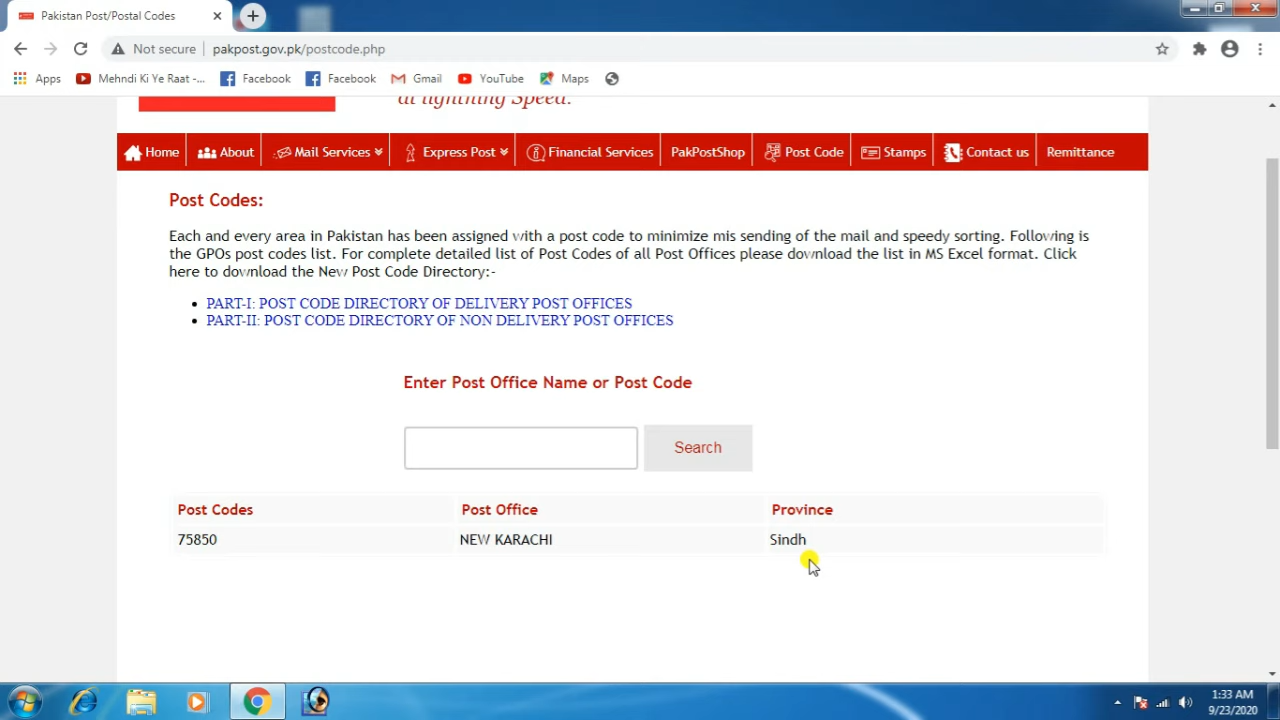 Pakistan Post/Postal Codes
Not secure | pakpost.gov.pk/postcode.php
Apps Mehndi Ki Ye Raat -... Facebook Facebook Gmail YouTube Maps
at lightning Speed.
Home About Mail Services Express Post Financial Services PakPostShop Post Code Stamps Contact us Remittance
Post Codes:
Each and every area in Pakistan has been assigned with a post code to minimize mis sending of the mail and speedy sorting. Following is
the GPOs post codes list. For complete detailed list of Post Codes of all Post Offices please download the list in MS Excel format. Click
here to download the New Post Code Directory:-
• PART-I: POST CODE DIRECTORY OF DELIVERY POST OFFICES
• PART-II: POST CODE DIRECTORY OF NON DELIVERY POST OFFICES
Enter Post Office Name or Post Code
Search
Post Codes Post Office Province
75850 NEW KARACHI Sindh
1:33 AM
9/23/2020